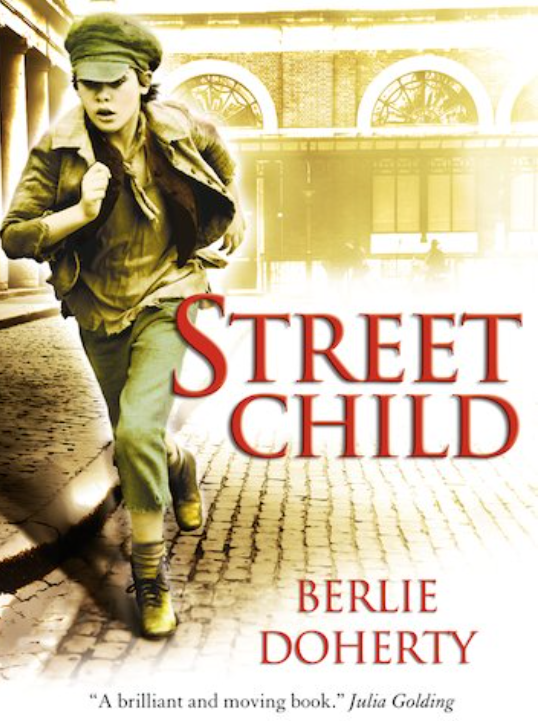 STREET
CHILD
BERLIE
DOHERTY
“A brilliant and moving book.” Julia Golding